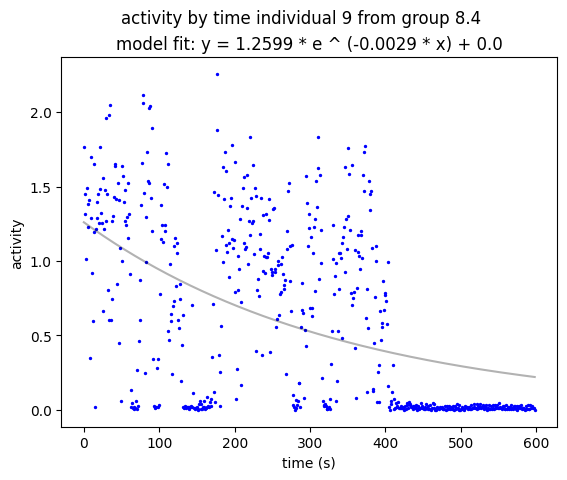 activity by time individual 9 from group 8.4
model fit: y = 1.2599 * e ^ (-0.0029 * x) + 0.0
2.0
1.5
1.0
0.5
0.0
activity
0 100 200 300 400 500 600
time (s)